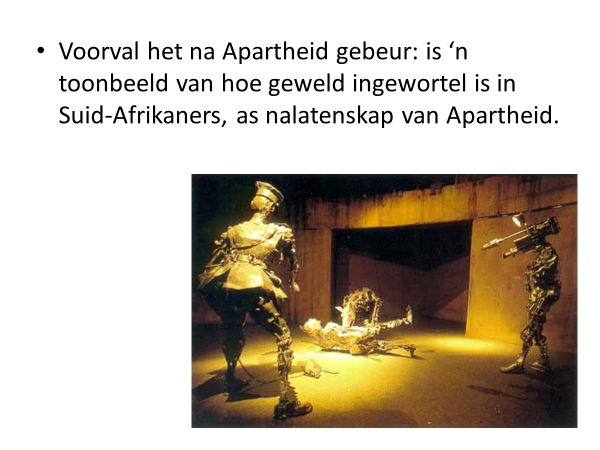 • Voorval het na Apartheid gebeur: is ‘n
toonbeeld van hoe geweld ingewortel is in
Suid-Afrikaners, as nalatenskap van Apartheid.